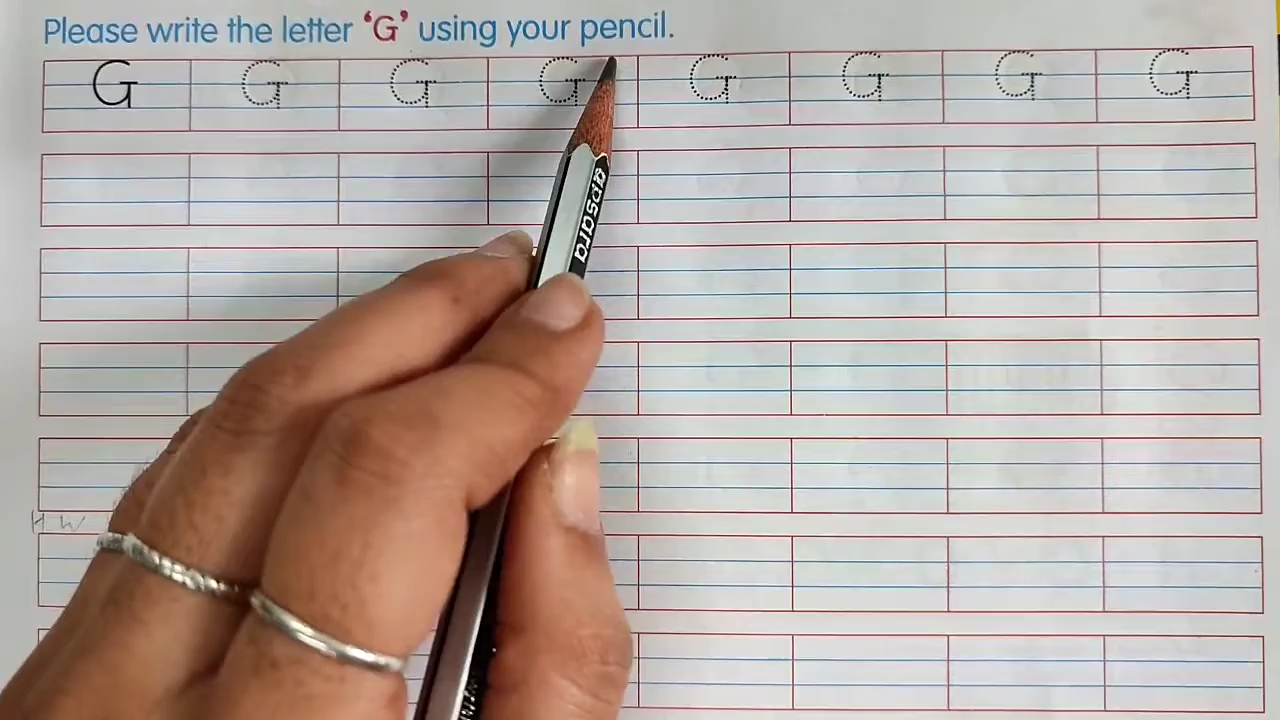 Please write the letter ‘G’ using your pencil.
G G G G G G G G
apsara
H W